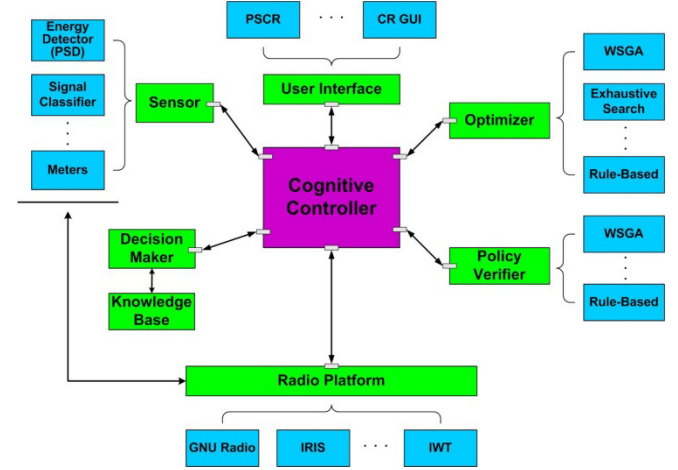 PSCR
. . .
CR GUI
Energy
Detector
(PSD)
Signal
Classifier
Meters
Sensor
User Interface
Optimizer
WSGA
Exhaustive
Search
Rule-Based
Cognitive
Controller
Decision
Maker
Knowledge
Base
Policy
Verifier
WSGA
Rule-Based
Radio Platform
GNU Radio
IRIS
. . .
IWT